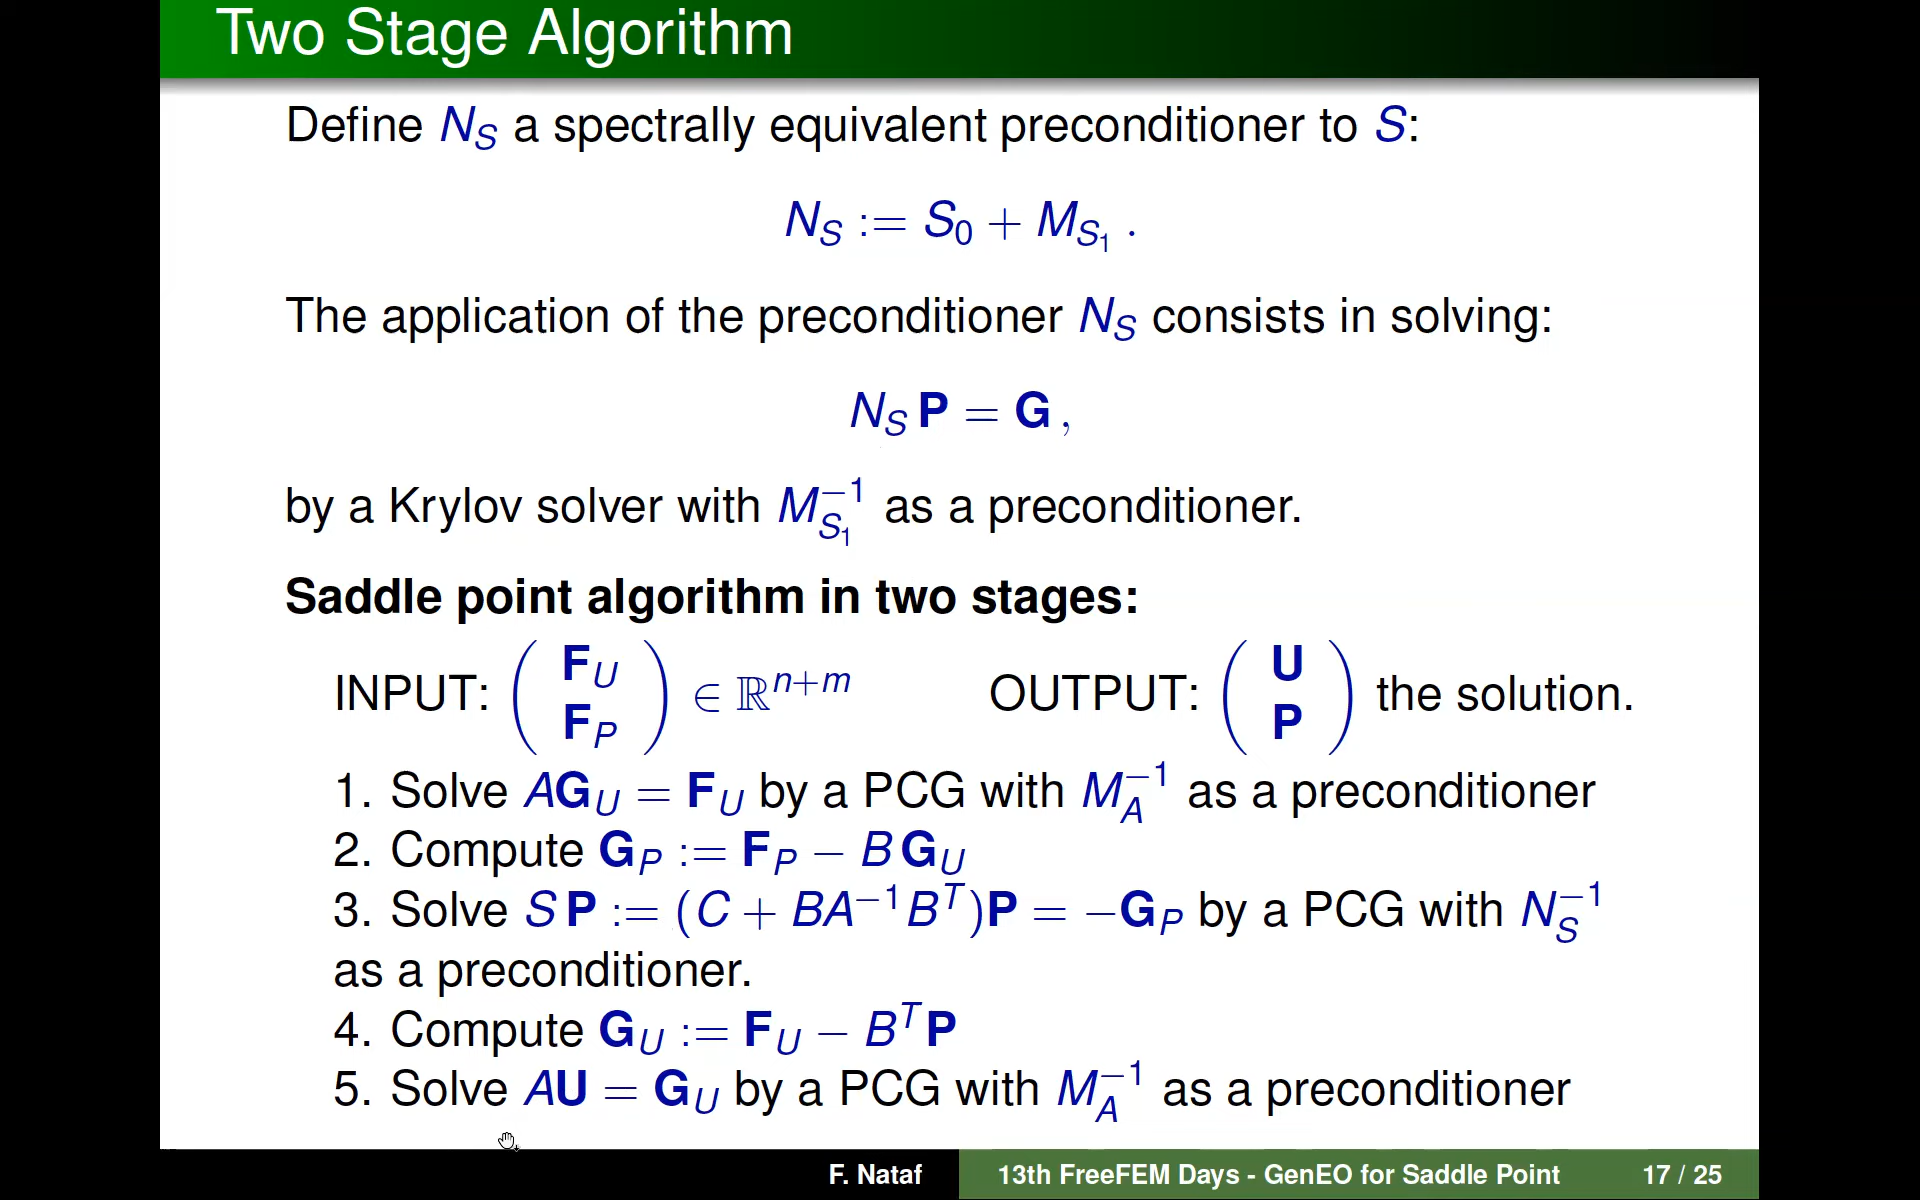 Two Stage Algorithm
Define N_S a spectrally equivalent preconditioner to S:
N_S := S_0 + M_{S_1} .
The application of the preconditioner N_S consists in solving:
N_S P = G ,
by a Krylov solver with M_{S_1}^{-1} as a preconditioner.
Saddle point algorithm in two stages:
INPUT: ( F_U F_P ) ∈ ℝ^{n+m} OUTPUT: ( U P ) the solution.
1. Solve AG_U = F_U by a PCG with M_A^{-1} as a preconditioner
2. Compute G_P := F_P − B G_U
3. Solve S P := (C + BA^{-1}B^T)P = −G_P by a PCG with N_S^{-1}
as a preconditioner.
4. Compute G_U := F_U − B^T P
5. Solve AU = G_U by a PCG with M_A^{-1} as a preconditioner
F. Nataf 13th FreeFEM Days - GenEO for Saddle Point 17 / 25